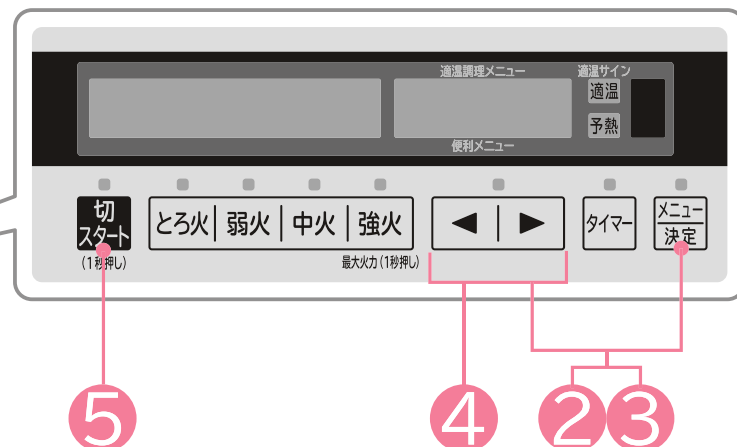 適温調理メニュー 適温サイン
適温
予熱
便利メニュー
切
スタート
(1秒押し)
とろ火 弱火 中火 強火
最大火力(1秒押し)
◀ ▶
タイマー
メニュー
決定
5 4 2 3